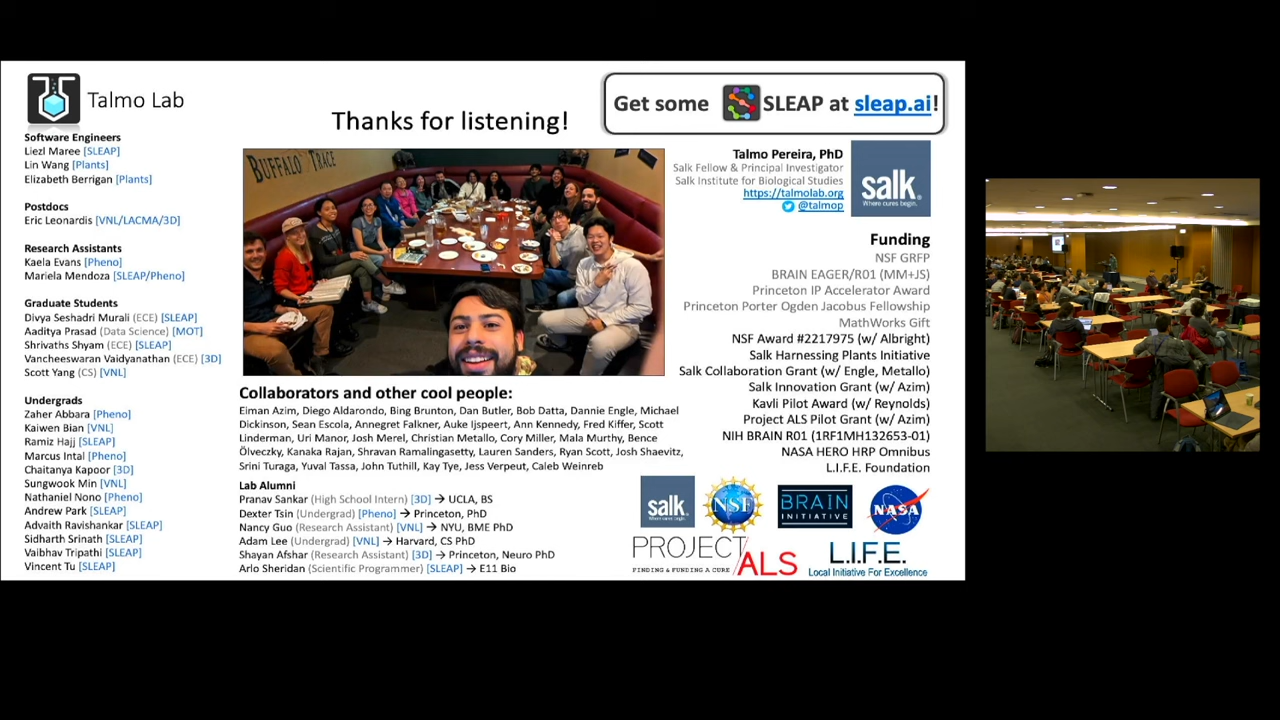 Talmo Lab
Software Engineers
Liezl Maree [SLEAP]
Lin Wang [Plants]
Elizabeth Berrigan [Plants]
Postdocs
Eric Leonardis [VNL/LACMA/3D]
Research Assistants
Kaela Evans [Pheno]
Mariela Mendoza [SLEAP/Pheno]
Graduate Students
Divya Seshadri Murali (ECE) [SLEAP]
Aaditya Prasad (Data Science) [MOT]
Shrivaths Shyam (ECE) [SLEAP]
Vancheeswaran Vaidyanathan (ECE) [3D]
Scott Yang (CS) [VNL]
Undergrads
Zaher Abbara [Pheno]
Kaiwen Bian [VNL]
Ramiz Hajj [SLEAP]
Marcus Intal [Pheno]
Chaitanya Kapoor [3D]
Sungwook Min [VNL]
Nathaniel Nono [Pheno]
Andrew Park [SLEAP]
Advaith Ravishankar [SLEAP]
Sidharth Srinath [SLEAP]
Vaibhav Tripathi [SLEAP]
Vincent Tu [SLEAP]
Thanks for listening!
BUFFALO TRACE
Collaborators and other cool people:
Eiman Azim, Diego Aldarondo, Bing Brunton, Dan Butler, Bob Datta, Dannie Engle, Michael
Dickinson, Sean Escola, Annegret Falkner, Auke Ijspeert, Ann Kennedy, Fred Kiffer, Scott
Linderman, Uri Manor, Josh Merel, Christian Metallo, Cory Miller, Mala Murthy, Bence
Ölveczky, Kanaka Rajan, Shravan Ramalingasetty, Lauren Sanders, Ryan Scott, Josh Shaevitz,
Srini Turaga, Yuval Tassa, John Tuthill, Kay Tye, Jess Verpeut, Caleb Weinreb
Lab Alumni
Pranav Sankar (High School Intern) [3D] → UCLA, BS
Dexter Tsin (Undergrad) [Pheno] → Princeton, PhD
Nancy Guo (Research Assistant) [VNL] → NYU, BME PhD
Adam Lee (Undergrad) [VNL] → Harvard, CS PhD
Shayan Afshar (Research Assistant) [3D] → Princeton, Neuro PhD
Arlo Sheridan (Scientific Programmer) [SLEAP] → E11 Bio
Get some SLEAP at sleap.ai!
Talmo Pereira, PhD
Salk Fellow & Principal Investigator
Salk Institute for Biological Studies
https://talmolab.org
@talmop
salk
Where cures begin.
Funding
NSF GRFP
BRAIN EAGER/R01 (MM+JS)
Princeton IP Accelerator Award
Princeton Porter Ogden Jacobus Fellowship
MathWorks Gift
NSF Award #2217975 (w/ Albright)
Salk Harnessing Plants Initiative
Salk Collaboration Grant (w/ Engle, Metallo)
Salk Innovation Grant (w/ Azim)
Kavli Pilot Award (w/ Reynolds)
Project ALS Pilot Grant (w/ Azim)
NIH BRAIN R01 (1RF1MH132653-01)
NASA HERO HRP Omnibus
L.I.F.E. Foundation
salk
Where cures begin.
NSF
BRAIN
INITIATIVE
NASA
PROJECT
ALS
FINDING & FUNDING A CURE
L.I.F.E.
Local Initiative For Excellence